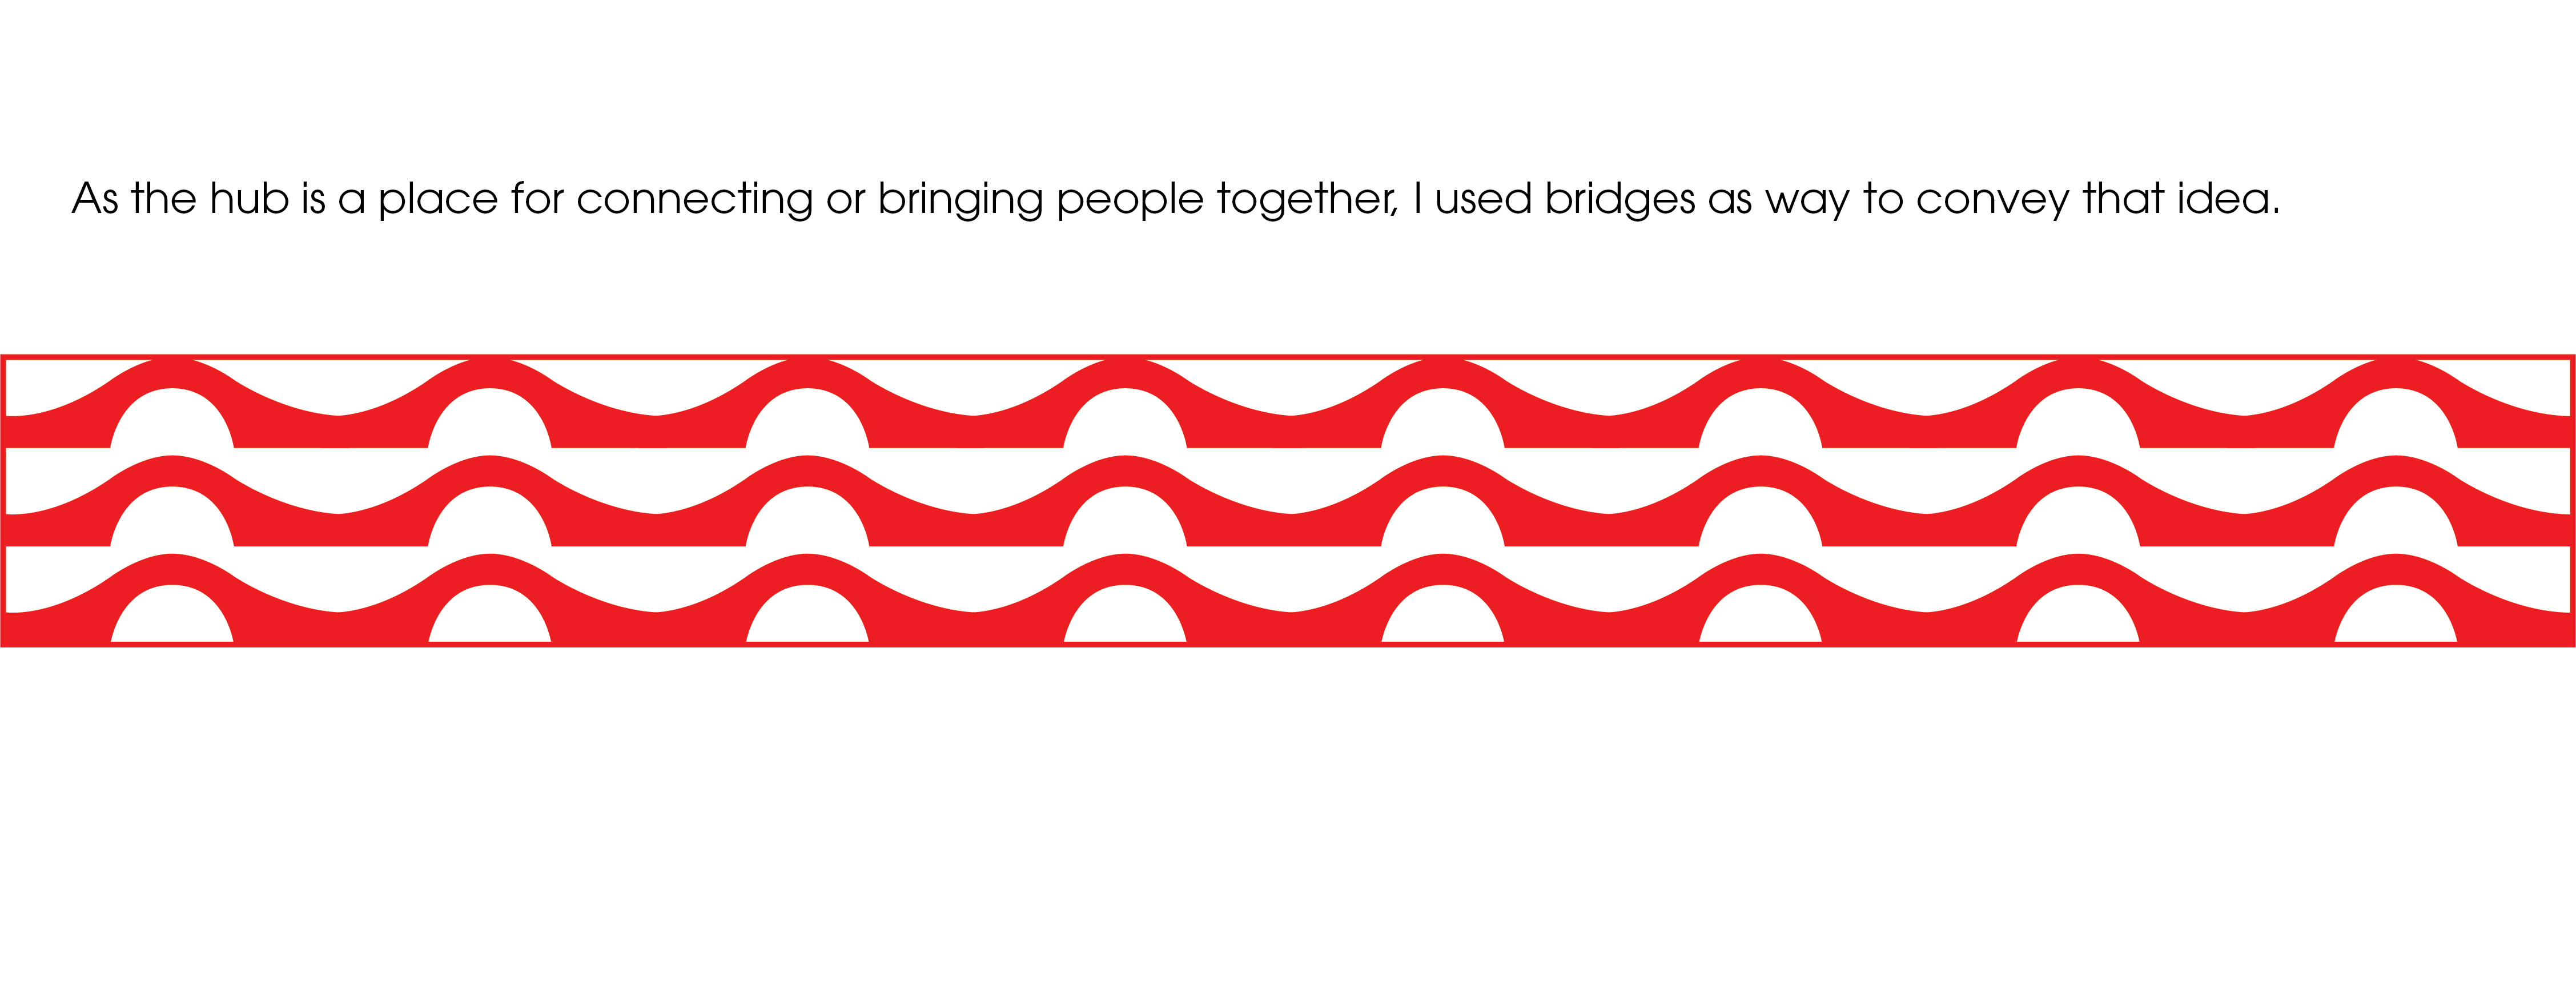 As the hub is a place for connecting or bringing people together, I used bridges as way to convey that idea.